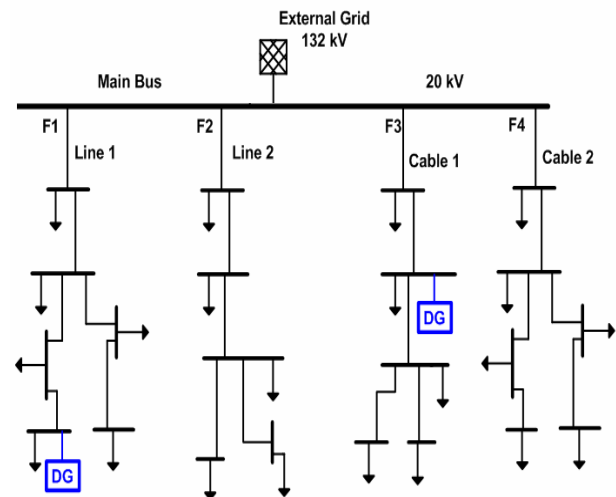 External Grid
132 kV
Main Bus
20 kV
F1
F2
F3
F4
Line 1
Line 2
Cable 1
Cable 2
DG
DG